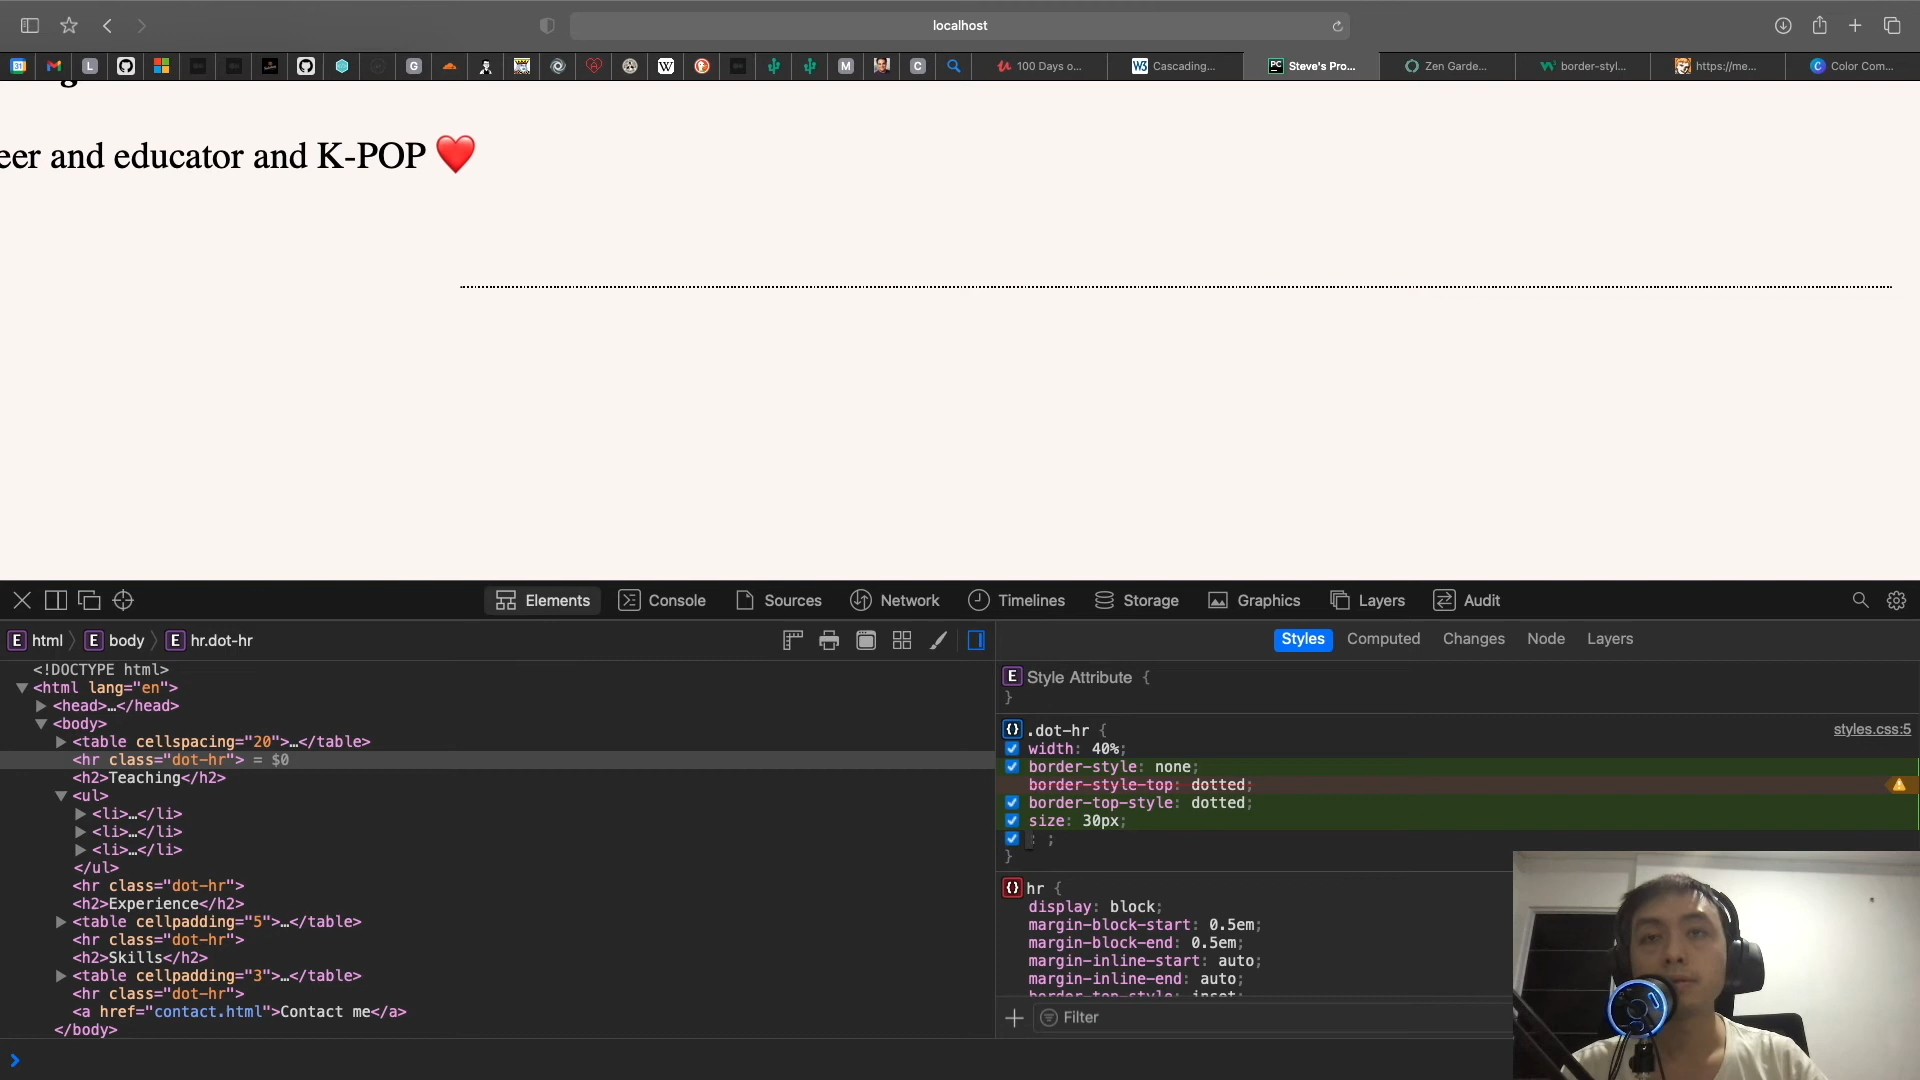 localhost
31 L G W M C 100 Days o... W3 Cascading... PC Steve's Pro... Zen Garde... border-styl... https://me... Color Com...
eer and educator and K-POP ❤️
Elements Console Sources Network Timelines Storage Graphics Layers Audit
E html E body E hr.dot-hr
Styles Computed Changes Node Layers
<!DOCTYPE html>
<html lang="en">
<head>…</head>
<body>
<table cellspacing="20">…</table>
<hr class="dot-hr"> = $0
<h2>Teaching</h2>
<ul>
<li>…</li>
<li>…</li>
<li>…</li>
</ul>
<hr class="dot-hr">
<h2>Experience</h2>
<table cellpadding="5">…</table>
<hr class="dot-hr">
<h2>Skills</h2>
<table cellpadding="3">…</table>
<hr class="dot-hr">
<a href="contact.html">Contact me</a>
</body>
E Style Attribute {
}
{} .dot-hr { styles.css:5
width: 40%;
border-style: none;
border-style-top: dotted;
border-top-style: dotted;
size: 30px;
: ;
}
{} hr {
display: block;
margin-block-start: 0.5em;
margin-block-end: 0.5em;
margin-inline-start: auto;
margin-inline-end: auto;
border-top-style: inset;
Filter